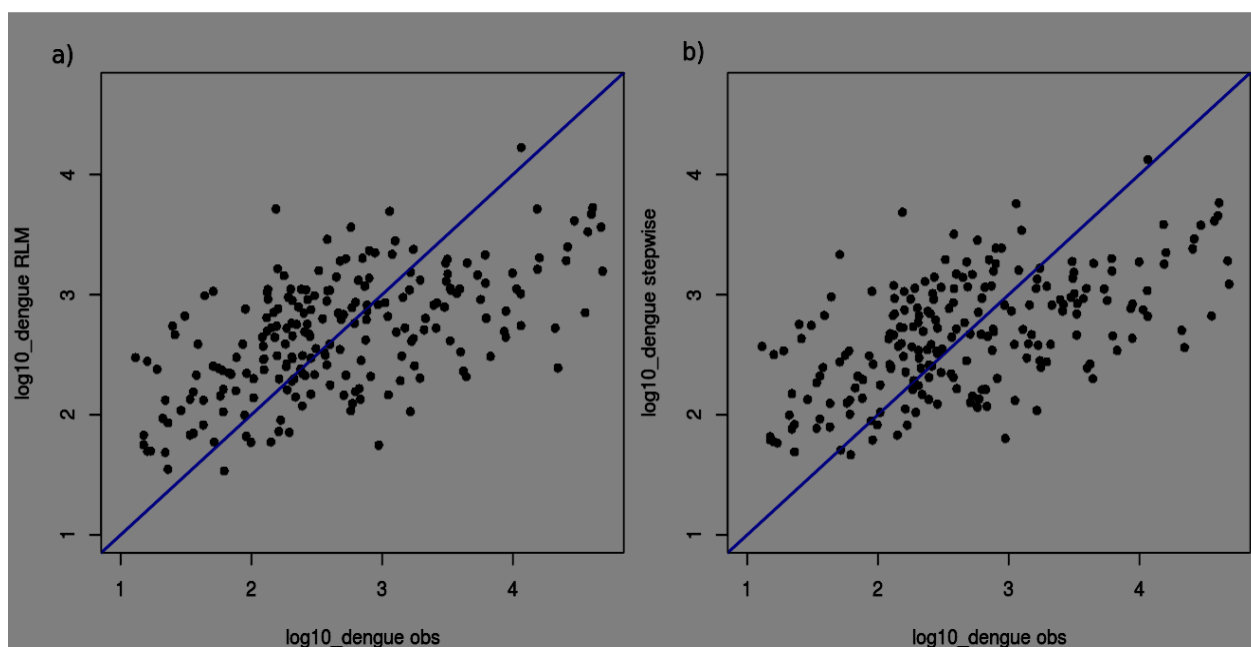 a)
log10_dengue RLM
4
3
2
1
1 2 3 4
log10_dengue obs
b)
log10_dengue stepwise
4
3
2
1
1 2 3 4
log10_dengue obs